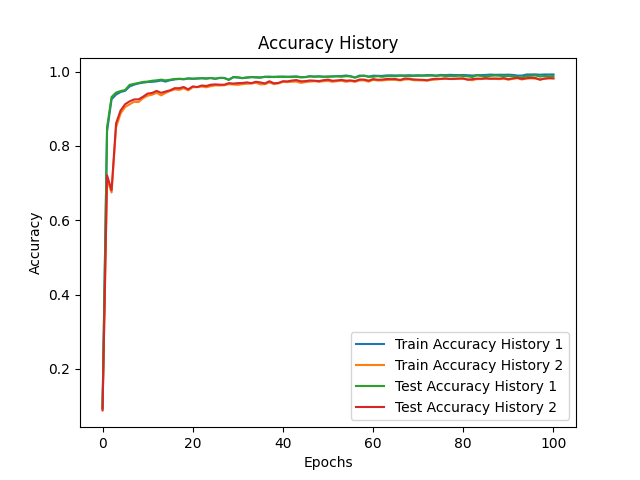 Accuracy History
Accuracy
1.0
0.8
0.6
0.4
0.2
0
20
40
60
80
100
Epochs
Train Accuracy History 1
Train Accuracy History 2
Test Accuracy History 1
Test Accuracy History 2